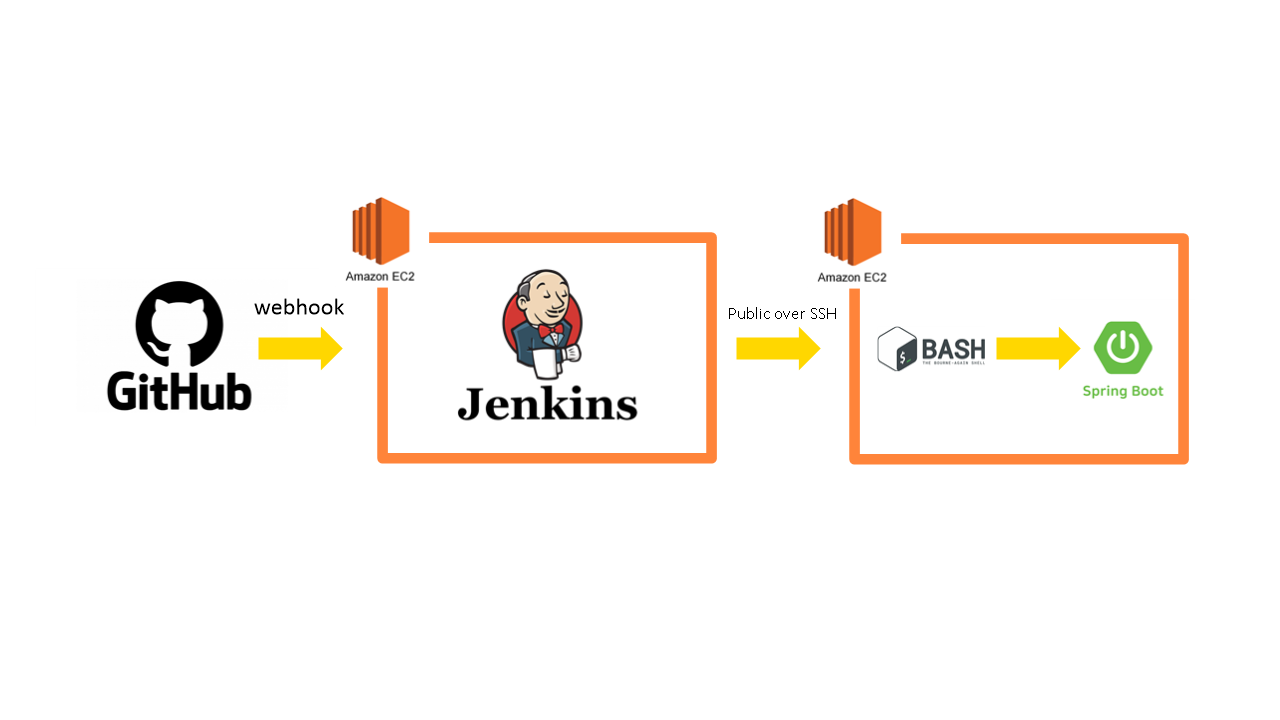 GitHub
webhook
Amazon EC2
Jenkins
Public over SSH
Amazon EC2
$_
BASH
THE BOURNE-AGAIN SHELL
Spring Boot